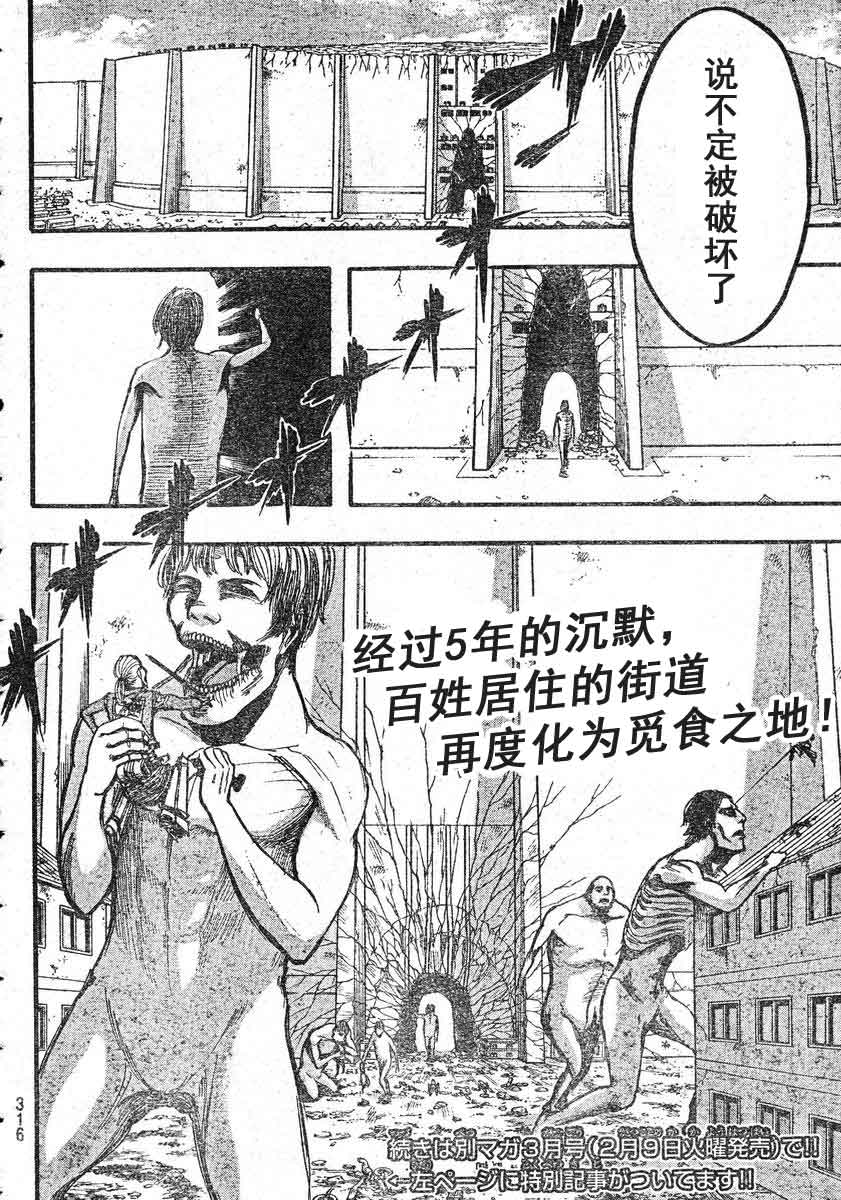 说不定被破坏了
经过5年的沉默，
百姓居住的街道
再度化为觅食之地！
続きは別マガ3月号(2月9日火曜発売)で!!
←左ページに特別記事がついてます!!
316